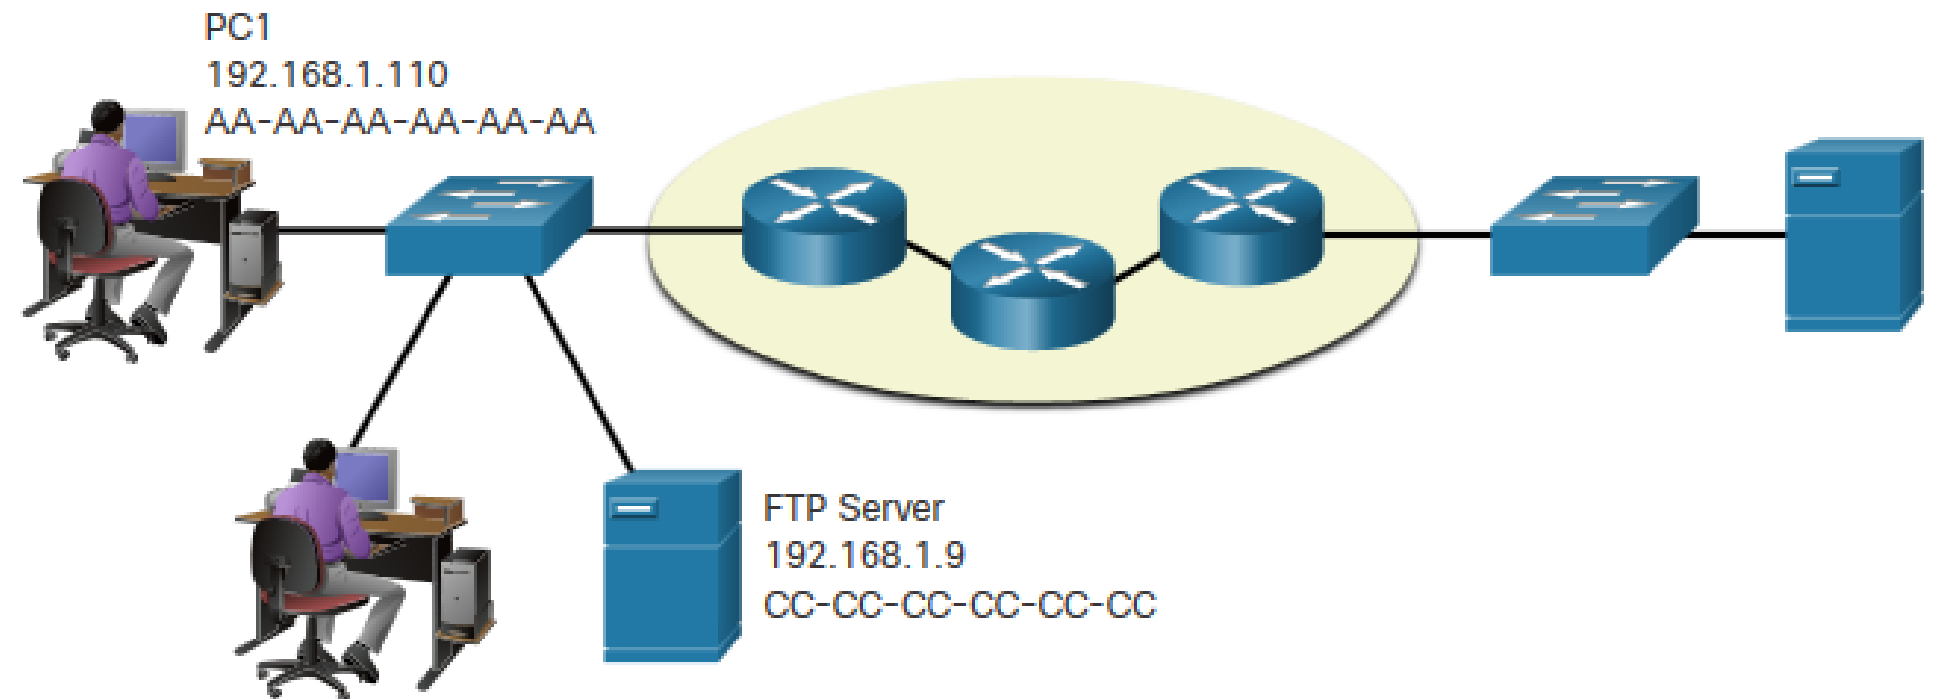 PC1
192.168.1.110
AA-AA-AA-AA-AA-AA
FTP Server
192.168.1.9
CC-CC-CC-CC-CC-CC